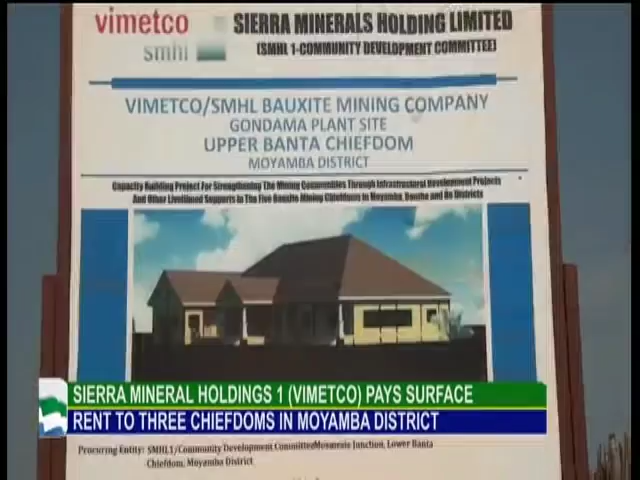 vimetco
smhl
SIERRA MINERALS HOLDING LIMITED
(SMHL 1-COMMUNITY DEVELOPMENT COMMITTEE)
VIMETCO/SMHL BAUXITE MINING COMPANY
GONDAMA PLANT SITE
UPPER BANTA CHIEFDOM
MOYAMBA DISTRICT
Capacity Building Project For Strengthening The Mining Communities Through Infrastructural Development Projects
And Other Livelihood Supports In The Five Bauxite Mining Chiefdoms in Moyamba, Bonthe and Bo Districts
SIERRA MINERAL HOLDINGS 1 (VIMETCO) PAYS SURFACE
RENT TO THREE CHIEFDOMS IN MOYAMBA DISTRICT
Procuring Entity: SMHL1/Community Development Committee Junction, Lower Banta
Chiefdom, Moyamba District